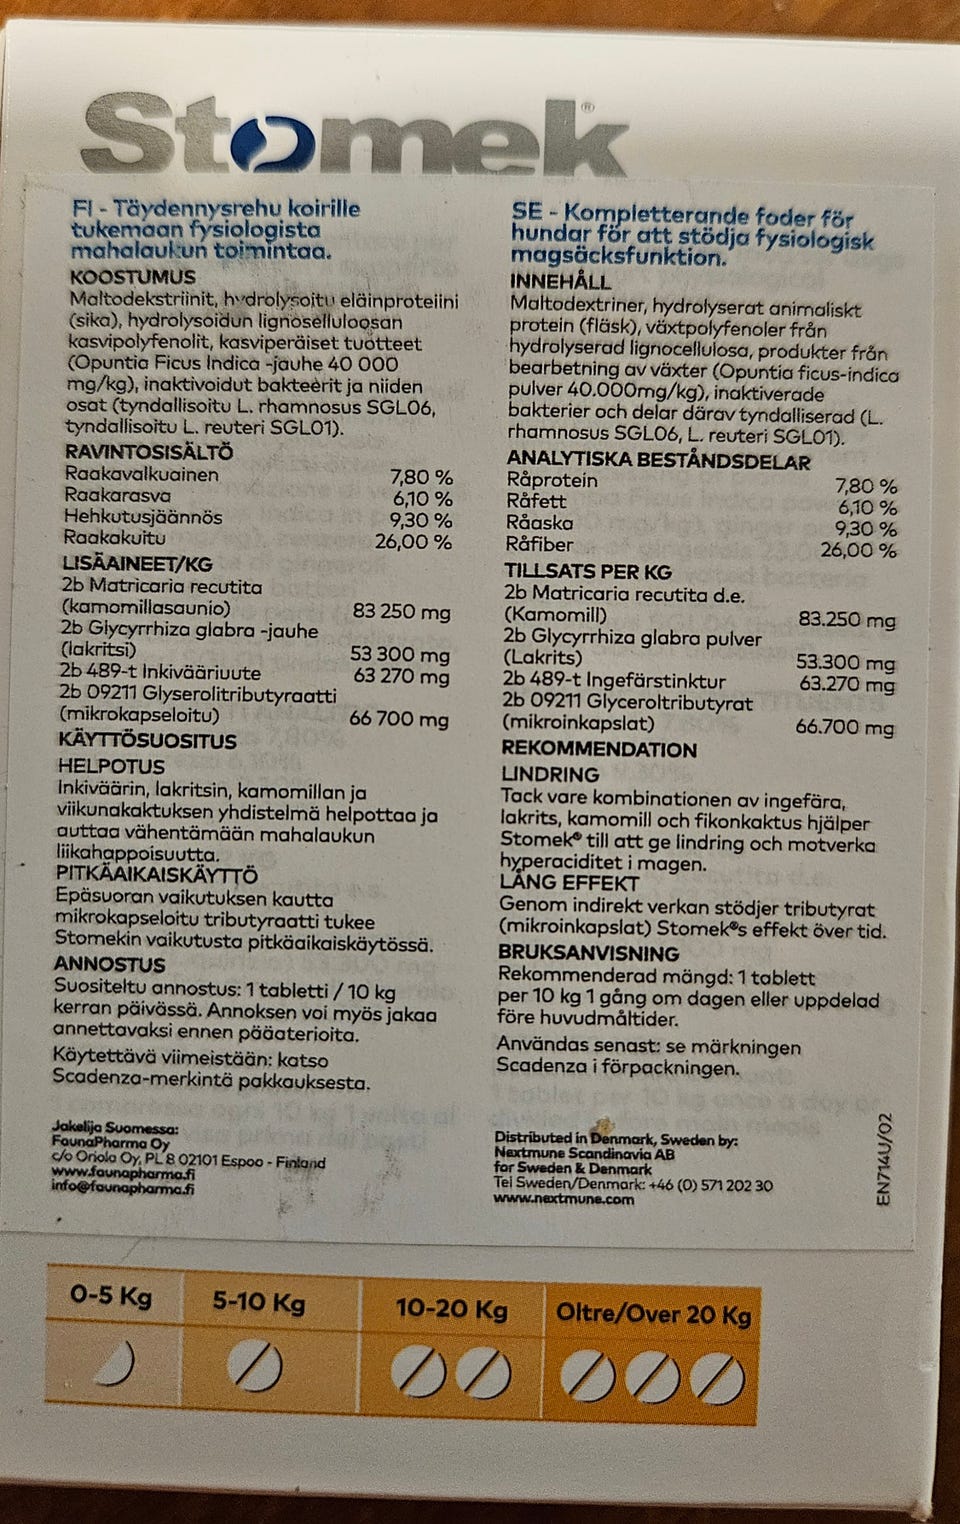 Stomek®
FI - Täydennysrehu koirille
tukemaan fysiologista
mahalaukun toimintaa.
KOOSTUMUS
Maltodekstriinit, hydrolysoitu eläinproteiini
(sika), hydrolysoidun lignoselluloosan
kasvipolyfenolit, kasviperäiset tuotteet
(Opuntia Ficus Indica -jauhe 40 000
mg/kg), inaktivoidut bakteerit ja niiden
osat (tyndallisoitu L. rhamnosus SGL06,
tyndallisoitu L. reuteri SGL01).
RAVINTOSISÄLTÖ
Raakavalkuainen 7,80 %
Raakarasva 6,10 %
Hehkutusjäännös 9,30 %
Raakakuitu 26,00 %
LISÄAINEET/KG
2b Matricaria recutita
(kamomillasaunio) 83 250 mg
2b Glycyrrhiza glabra -jauhe
(lakritsi) 53 300 mg
2b 489-t Inkivääriuute 63 270 mg
2b 09211 Glyserolitributyraatti
(mikrokapseloitu) 66 700 mg
KÄYTTÖSUOSITUS
HELPOTUS
Inkiväärin, lakritsin, kamomillan ja
viikunakaktuksen yhdistelmä helpottaa ja
auttaa vähentämään mahalaukun
liikahappoisuutta.
PITKÄAIKAISKÄYTTÖ
Epäsuoran vaikutuksen kautta
mikrokapseloitu tributyraatti tukee
Stomekin vaikutusta pitkäaikaiskäytössä.
ANNOSTUS
Suositeltu annostus: 1 tabletti / 10 kg
kerran päivässä. Annoksen voi myös jakaa
annettavaksi ennen pääaterioita.
Käytettävä viimeistään: katso
Scadenza-merkintä pakkauksesta.
Jakelija Suomessa:
FaunaPharma Oy
c/o Oriola Oy, PL 8 02101 Espoo - Finland
www.faunapharma.fi
info@faunapharma.fi
SE - Kompletterande foder för
hundar för att stödja fysiologisk
magsäcksfunktion.
INNEHÅLL
Maltodextriner, hydrolyserat animaliskt
protein (fläsk), växtpolyfenoler från
hydrolyserad lignocellulosa, produkter från
bearbetning av växter (Opuntia ficus-indica
pulver 40.000mg/kg), inaktiverade
bakterier och delar därav tyndalliserad (L.
rhamnosus SGL06, L. reuteri SGL01).
ANALYTISKA BESTÅNDSDELAR
Råprotein 7,80 %
Råfett 6,10 %
Råaska 9,30 %
Råfiber 26,00 %
TILLSATS PER KG
2b Matricaria recutita d.e.
(Kamomill) 83.250 mg
2b Glycyrrhiza glabra pulver
(Lakrits) 53.300 mg
2b 489-t Ingefärstinktur 63.270 mg
2b 09211 Glyceroltributyrat
(mikroinkapslat) 66.700 mg
REKOMMENDATION
LINDRING
Tack vare kombinationen av ingefära,
lakrits, kamomill och fikonkaktus hjälper
Stomek® till att ge lindring och motverka
hyperaciditet i magen.
LÅNG EFFEKT
Genom indirekt verkan stödjer tributyrat
(mikroinkapslat) Stomek®s effekt över tid.
BRUKSANVISNING
Rekommenderad mängd: 1 tablett
per 10 kg 1 gång om dagen eller uppdelad
före huvudmåltider.
Användas senast: se märkningen
Scadenza i förpackningen.
Distributed in Denmark, Sweden by:
Nextmune Scandinavia AB
for Sweden & Denmark
Tel Sweden/Denmark: +46 (0) 571 202 30
www.nextmune.com
EN714U/02
0-5 Kg 5-10 Kg 10-20 Kg Oltre/Over 20 Kg